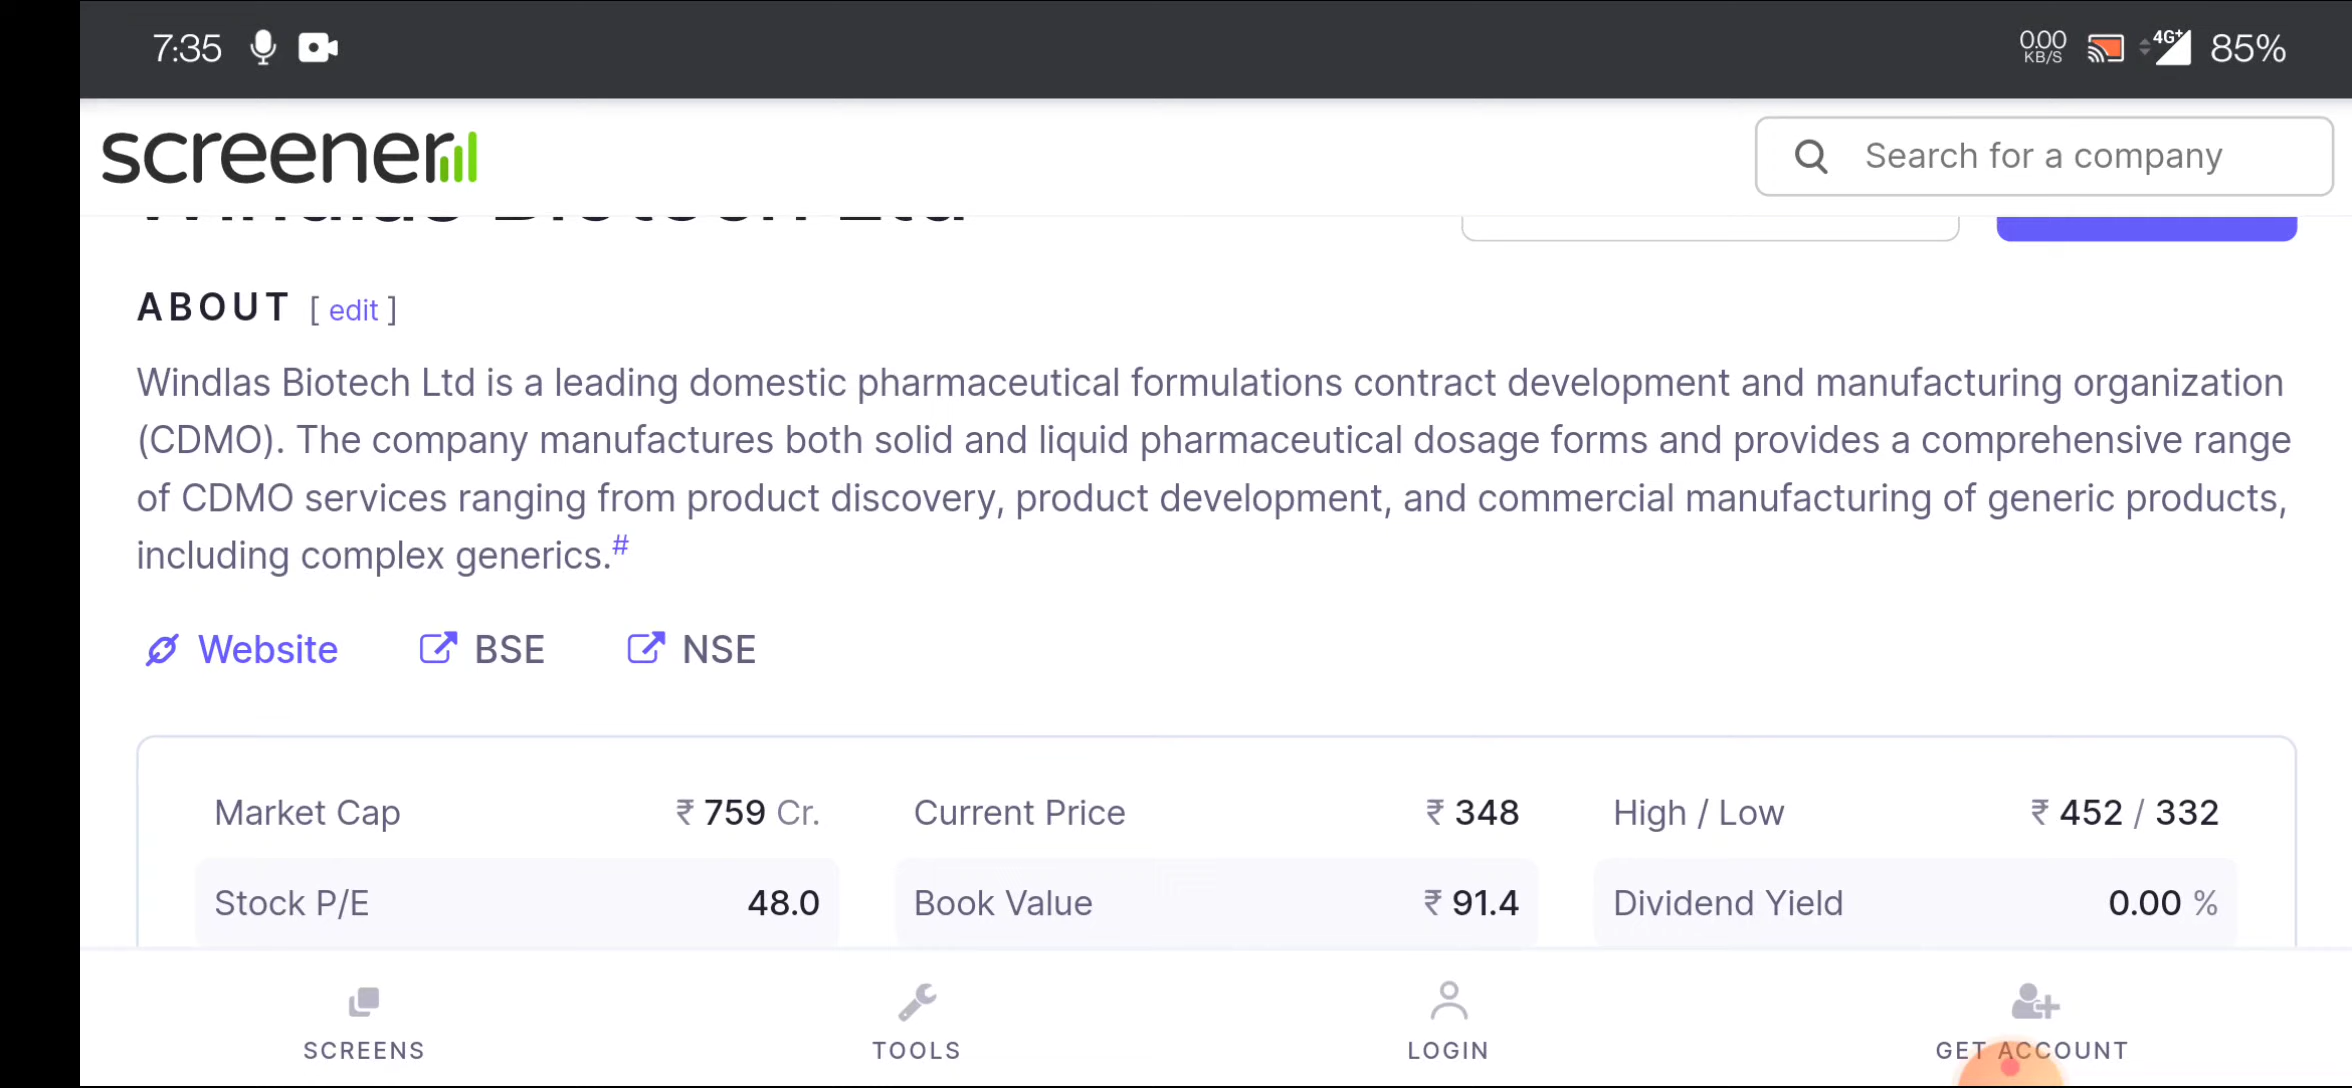 7:35
0.00 KB/S 4G+ 85%
screener
Search for a company
Windlas Biotech Ltd
ABOUT [ edit ]
Windlas Biotech Ltd is a leading domestic pharmaceutical formulations contract development and manufacturing organization
(CDMO). The company manufactures both solid and liquid pharmaceutical dosage forms and provides a comprehensive range
of CDMO services ranging from product discovery, product development, and commercial manufacturing of generic products,
including complex generics.#
Website BSE NSE
Market Cap ₹ 759 Cr. Current Price ₹ 348 High / Low ₹ 452 / 332
Stock P/E 48.0 Book Value ₹ 91.4 Dividend Yield 0.00 %
SCREENS TOOLS LOGIN GET ACCOUNT